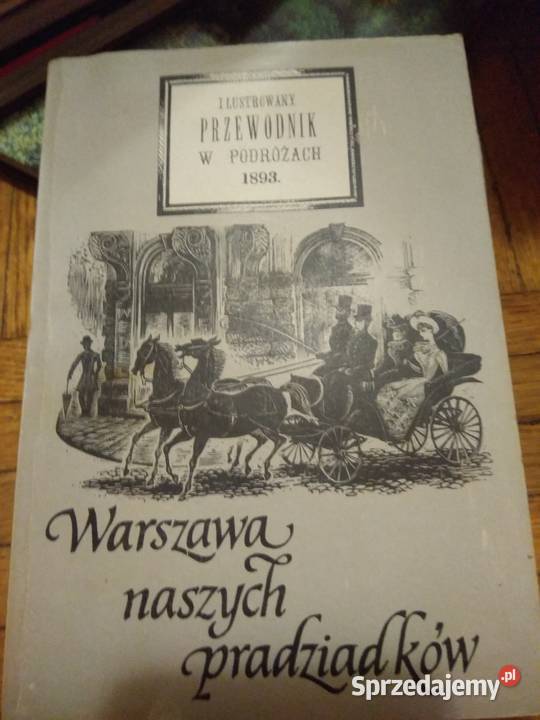 ILUSTROWANY
PRZEWODNIK
W PODRÓŻACH
1893.
Warszawa
naszych
pradziadków
Sprzedajemy.pl